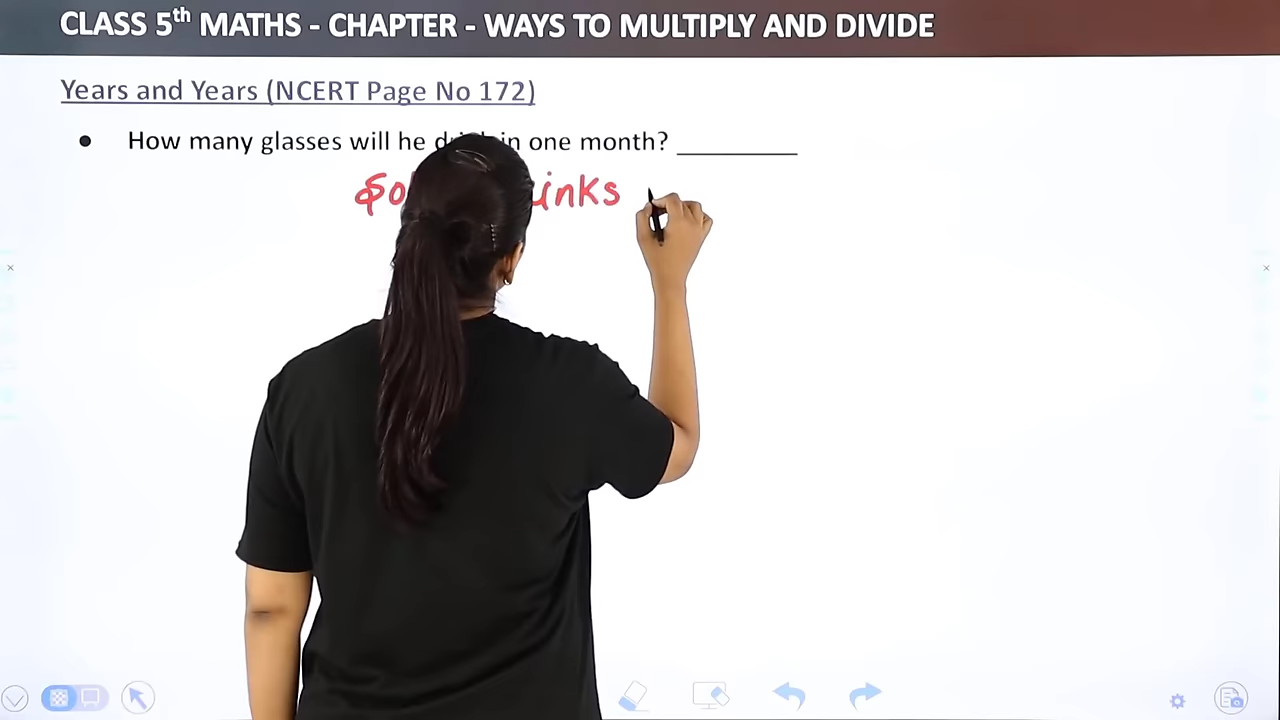 CLASS 5th MATHS - CHAPTER - WAYS TO MULTIPLY AND DIVIDE
Years and Years (NCERT Page No 172)
● How many glasses will he in one month? __________